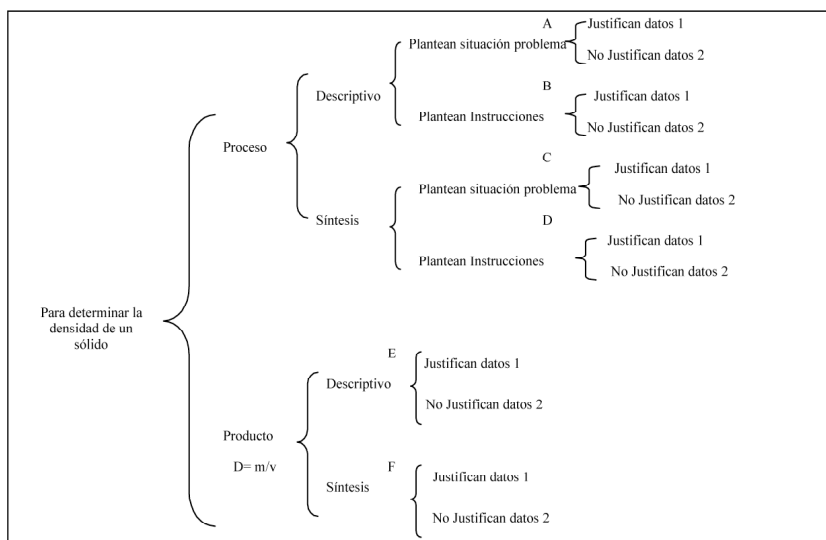 A
Justifican datos 1
Plantean situación problema
No Justifican datos 2
Descriptivo
B
Justifican datos 1
Plantean Instrucciones
No Justifican datos 2
Proceso
C
Justifican datos 1
Plantean situación problema
No Justifican datos 2
Síntesis
D
Justifican datos 1
Plantean Instrucciones
No Justifican datos 2
Para determinar la
densidad de un
sólido
E
Justifican datos 1
Descriptivo
No Justifican datos 2
Producto
D= m/v
F
Justifican datos 1
Síntesis
No Justifican datos 2